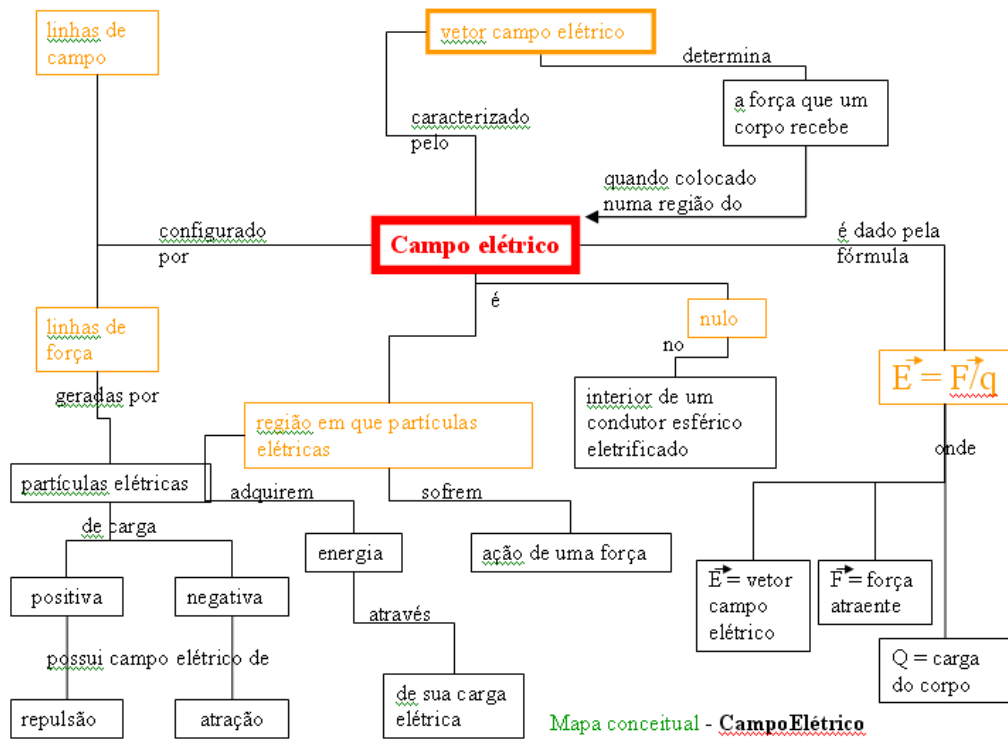 linhas de
campo
vetor campo elétrico
determina
a força que um
corpo recebe
caracterizado
pelo
quando colocado
numa região do
configurado
por
Campo elétrico
é dado pela
fórmula
é
linhas de
força
nulo
no
E = F/q
geradas por
região em que partículas
elétricas
interior de um
condutor esférico
eletrificado
onde
partículas elétricas
adquirem
sofrem
de carga
energia
ação de uma força
positiva
negativa
E = vetor
campo
elétrico
F = força
atraente
através
possui campo elétrico de
Q = carga
do corpo
repulsão
atração
de sua carga
elétrica
Mapa conceitual - CampoElétrico